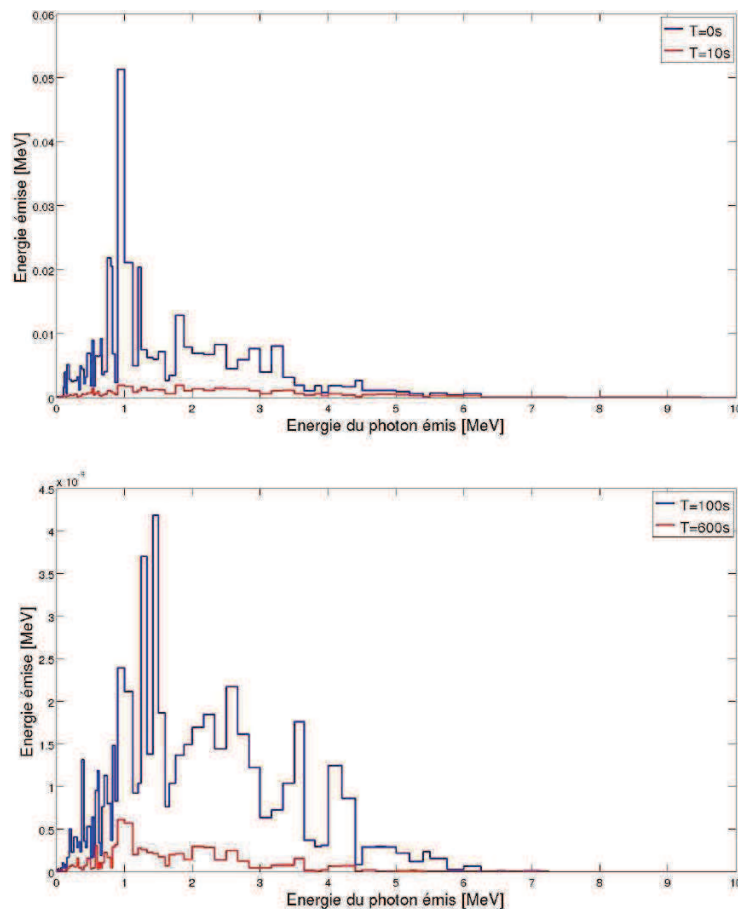 0.06
T=0s
T=10s
0.05
0.04
0.03
0.02
0.01
0
Energie émise [MeV]
0 1 2 3 4 5 6 7 8 9 10
Energie du photon émis [MeV]
x 10
4.5
T=100s
T=600s
4
3.5
3
2.5
2
1.5
1
0.5
0
Energie émise [MeV]
0 1 2 3 4 5 6 7 8 9 10
Energie du photon émis [MeV]